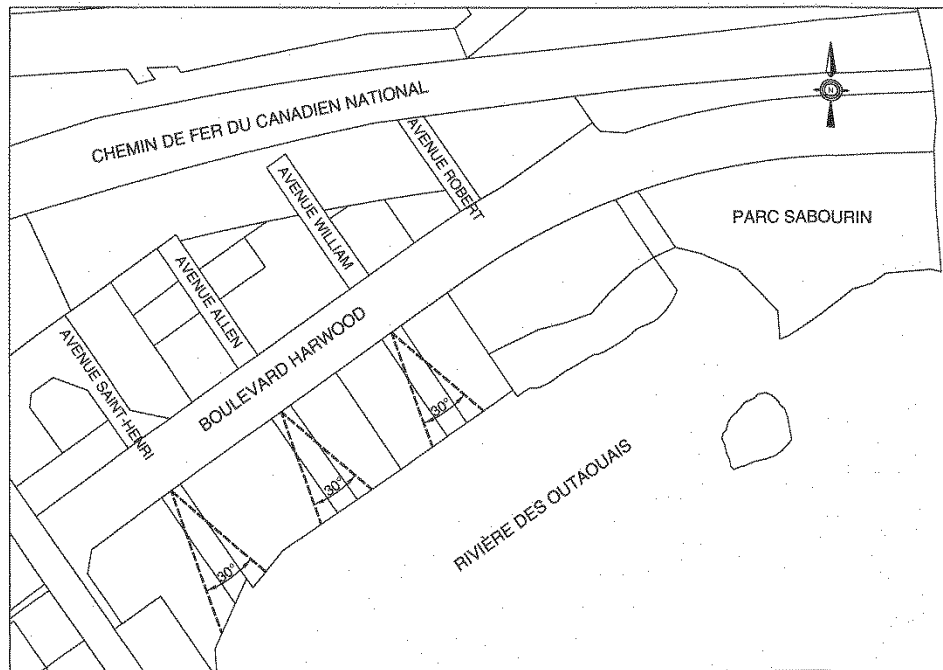 CHEMIN DE FER DU CANADIEN NATIONAL
N
AVENUE ROBERT
AVENUE WILLIAM
PARC SABOURIN
AVENUE ALLEN
AVENUE SAINT-HENRI
BOULEVARD HARWOOD
30°
30°
30°
RIVIÈRE DES OUTAOUAIS